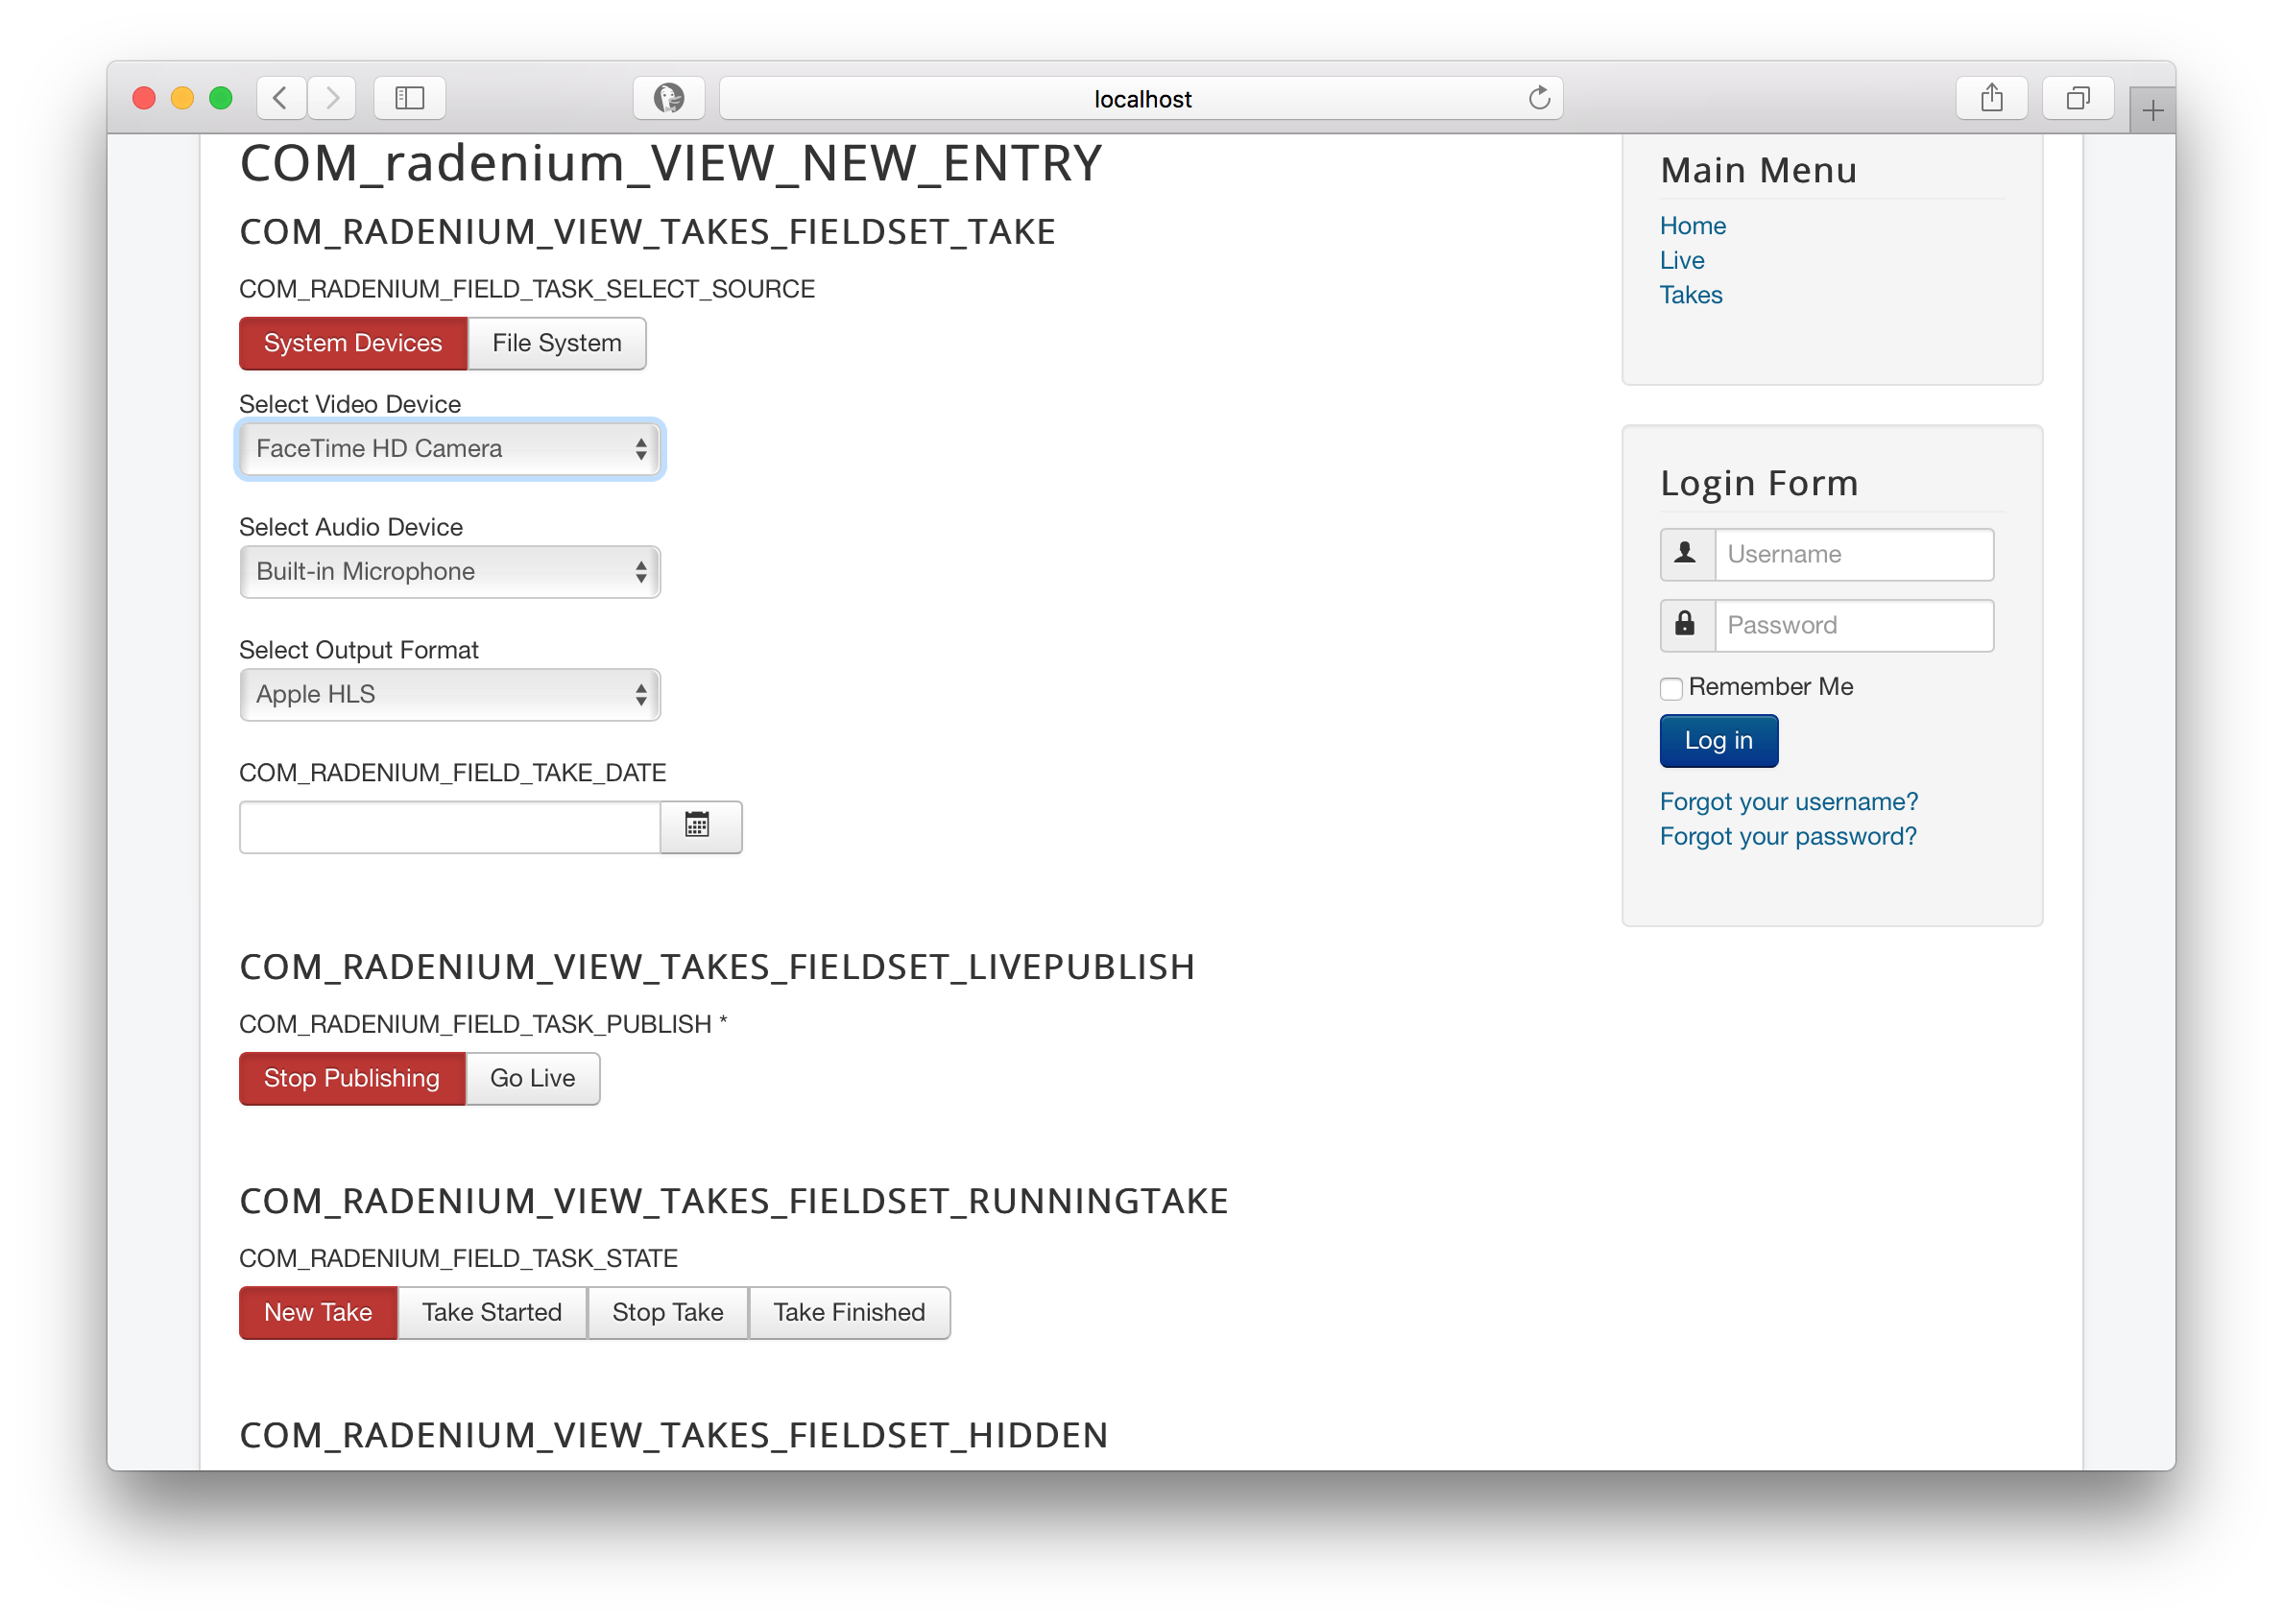 localhost
COM_radenium_VIEW_NEW_ENTRY
COM_RADENIUM_VIEW_TAKES_FIELDSET_TAKE
COM_RADENIUM_FIELD_TASK_SELECT_SOURCE
System Devices File System
Select Video Device
FaceTime HD Camera
Select Audio Device
Built-in Microphone
Select Output Format
Apple HLS
COM_RADENIUM_FIELD_TAKE_DATE
COM_RADENIUM_VIEW_TAKES_FIELDSET_LIVEPUBLISH
COM_RADENIUM_FIELD_TASK_PUBLISH *
Stop Publishing Go Live
COM_RADENIUM_VIEW_TAKES_FIELDSET_RUNNINGTAKE
COM_RADENIUM_FIELD_TASK_STATE
New Take Take Started Stop Take Take Finished
COM_RADENIUM_VIEW_TAKES_FIELDSET_HIDDEN
Main Menu
Home
Live
Takes
Login Form
Username
Password
Remember Me
Log in
Forgot your username?
Forgot your password?